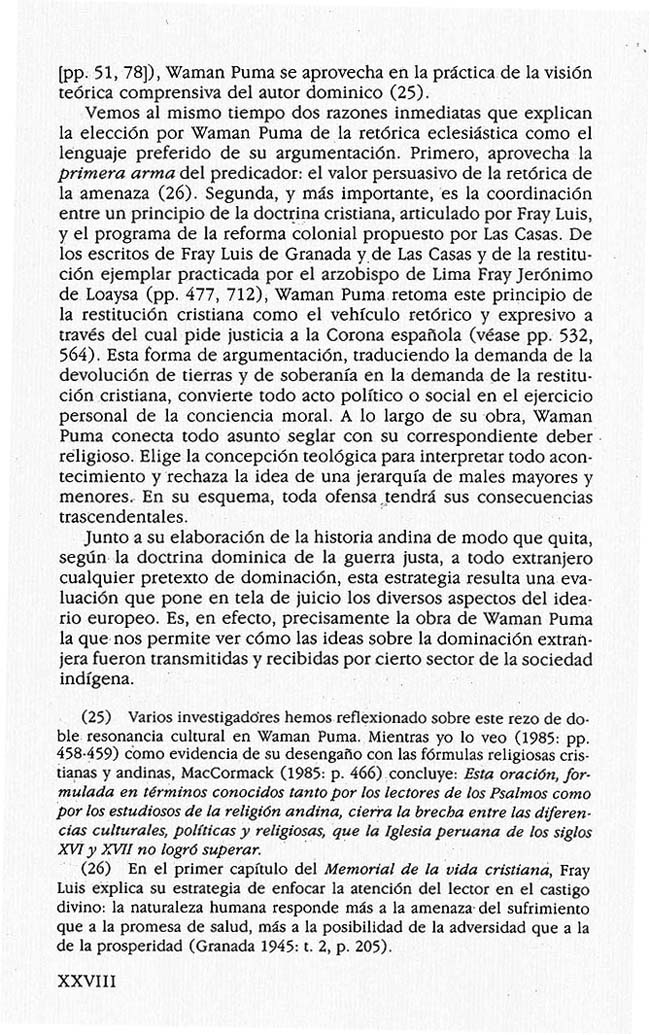 [pp. 51, 78]), Waman Puma se aprovecha en la práctica de la visión
teórica comprensiva del autor dominico (25).
Vemos al mismo tiempo dos razones inmediatas que explican
la elección por Waman Puma de la retórica eclesiástica como el
lenguaje preferido de su argumentación. Primero, aprovecha la
primera arma del predicador: el valor persuasivo de la retórica de
la amenaza (26). Segunda, y más importante, es la coordinación
entre un principio de la doctrina cristiana, articulado por Fray Luis,
y el programa de la reforma colonial propuesto por Las Casas. De
los escritos de Fray Luis de Granada y de Las Casas y de la restitu-
ción ejemplar practicada por el arzobispo de Lima Fray Jerónimo
de Loaysa (pp. 477, 712), Waman Puma retoma este principio de
la restitución cristiana como el vehículo retórico y expresivo a
través del cual pide justicia a la Corona española (véase pp. 532,
564). Esta forma de argumentación, traduciendo la demanda de la
devolución de tierras y de soberanía en la demanda de la restitu-
ción cristiana, convierte todo acto político o social en el ejercicio
personal de la conciencia moral. A lo largo de su obra, Waman
Puma conecta todo asunto seglar con su correspondiente deber
religioso. Elige la concepción teológica para interpretar todo acon-
tecimiento y rechaza la idea de una jerarquía de males mayores y
menores. En su esquema, toda ofensa tendrá sus consecuencias
trascendentales.
Junto a su elaboración de la historia andina de modo que quita,
según la doctrina dominica de la guerra justa, a todo extranjero
cualquier pretexto de dominación, esta estrategia resulta una eva-
luación que pone en tela de juicio los diversos aspectos del idea-
rio europeo. Es, en efecto, precisamente la obra de Waman Puma
la que nos permite ver cómo las ideas sobre la dominación extran-
jera fueron transmitidas y recibidas por cierto sector de la sociedad
indígena.
(25) Varios investigadores hemos reflexionado sobre este rezo de do-
ble resonancia cultural en Waman Puma. Mientras yo lo veo (1985: pp.
458-459) como evidencia de su desengaño con las fórmulas religiosas cris-
tianas y andinas, MacCormack (1985: p. 466) concluye: Esta oración, for-
mulada en términos conocidos tanto por los lectores de los Psalmos como
por los estudiosos de la religión andina, cierra la brecha entre las diferen-
cias culturales, políticas y religiosas, que la Iglesia peruana de los siglos
XVI y XVII no logró superar.
(26) En el primer capítulo del Memorial de la vida cristiana, Fray
Luis explica su estrategia de enfocar la atención del lector en el castigo
divino: la naturaleza humana responde más a la amenaza del sufrimiento
que a la promesa de salud, más a la posibilidad de la adversidad que a la
de la prosperidad (Granada 1945: t. 2, p. 205).
XXVIII